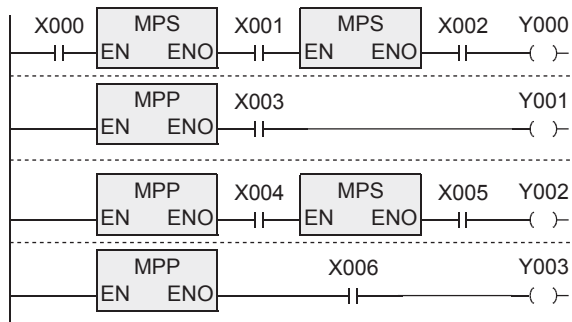 X000 MPS X001 MPS X002 Y000
EN ENO EN ENO
MPP X003 Y001
EN ENO
MPP X004 MPS X005 Y002
EN ENO EN ENO
MPP X006 Y003
EN ENO